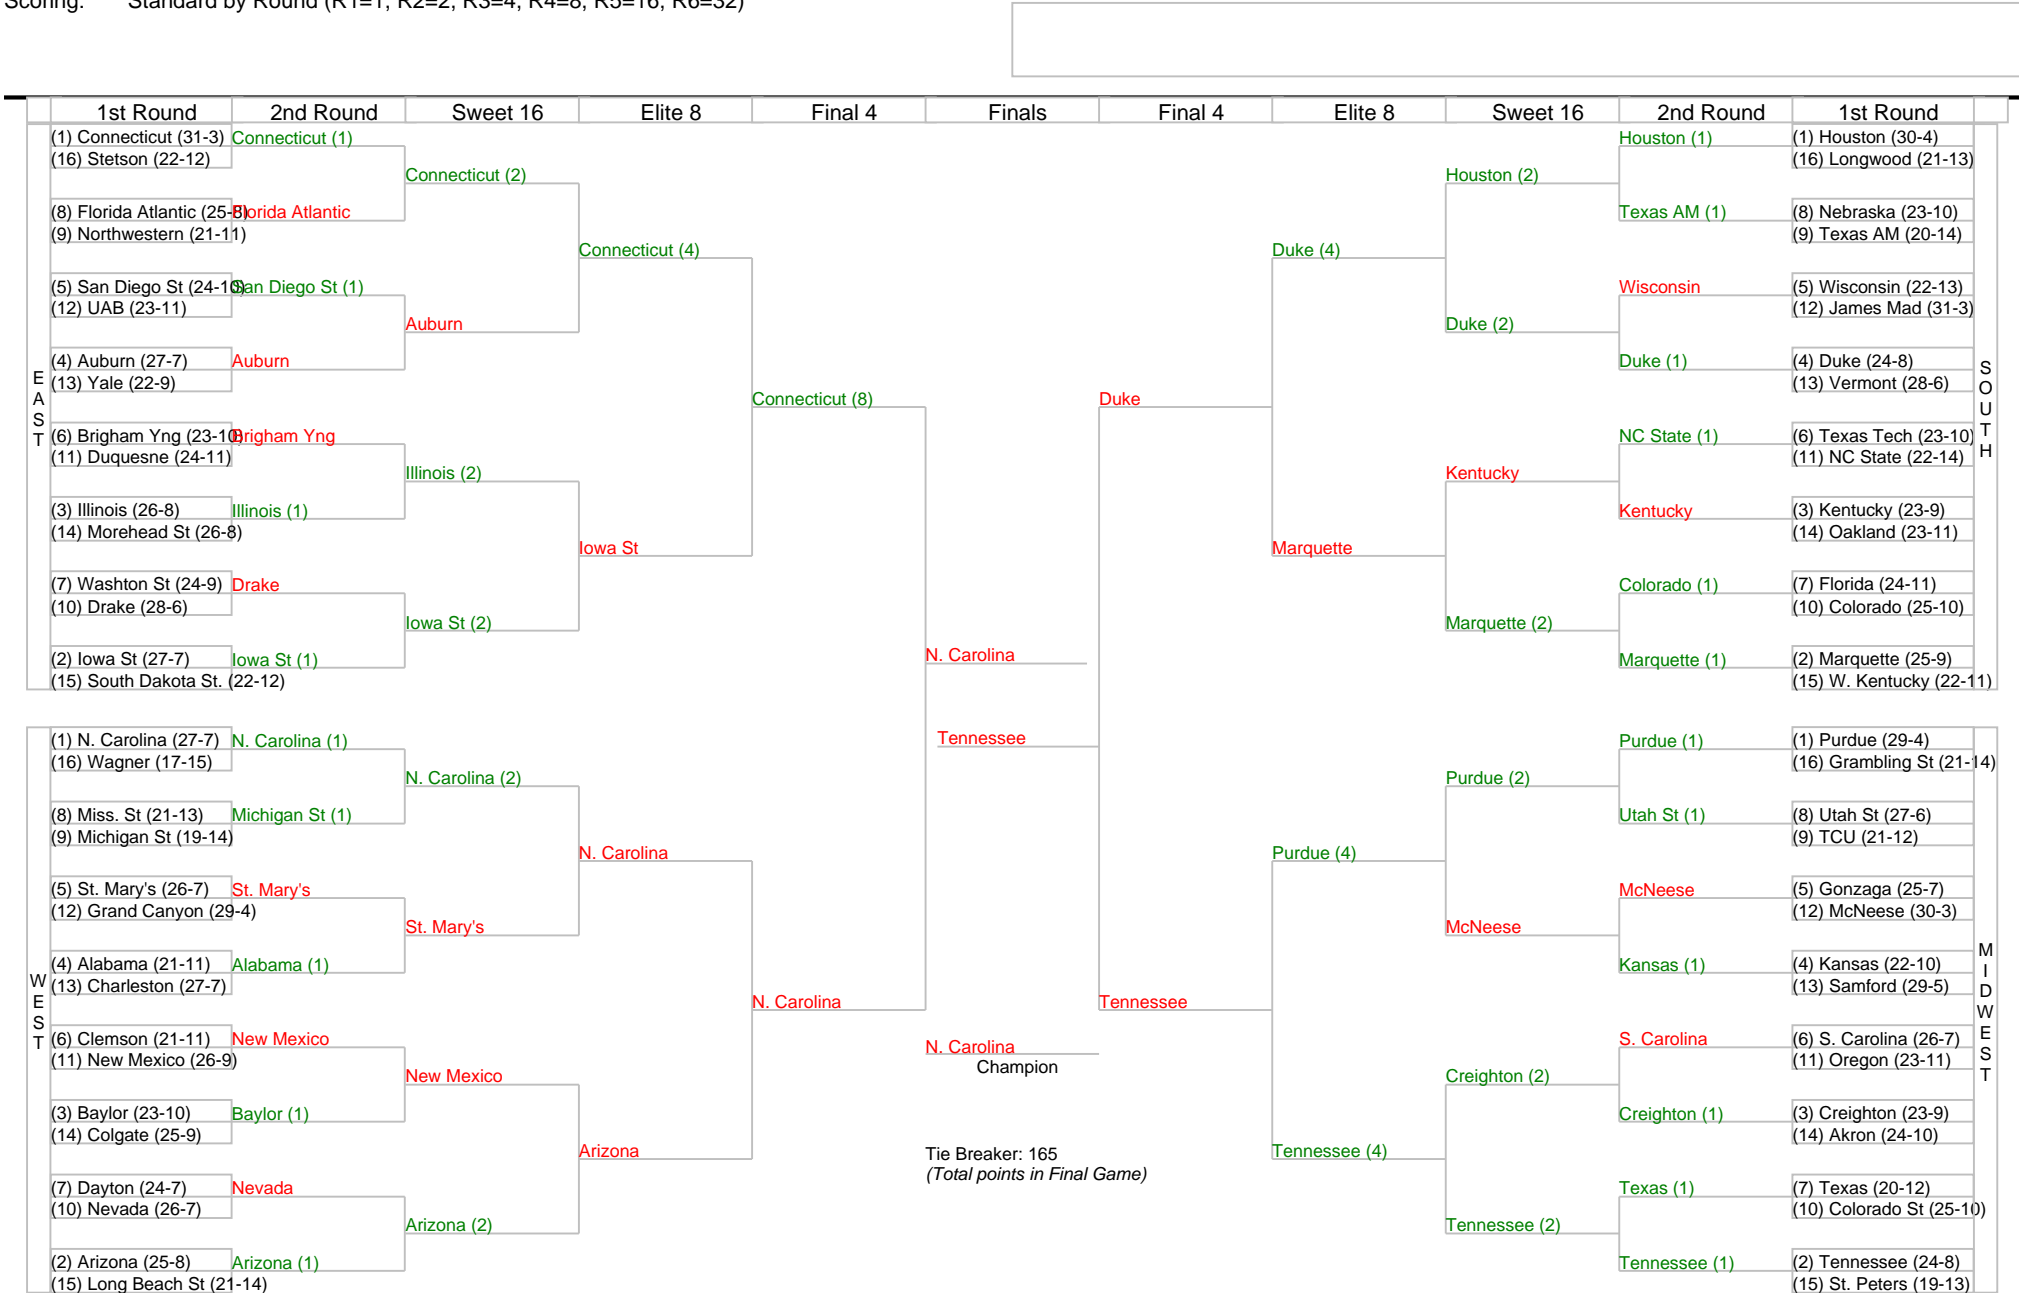 Scoring: Standard by Round (R1=1, R2=2, R3=4, R4=8, R5=16, R6=32)
1st Round 2nd Round Sweet 16 Elite 8 Final 4 Finals Final 4 Elite 8 Sweet 16 2nd Round 1st Round
EAST
(1) Connecticut (31-3)
(16) Stetson (22-12)
(8) Florida Atlantic (25-8)
(9) Northwestern (21-11)
(5) San Diego St (24-10)
(12) UAB (23-11)
(4) Auburn (27-7)
(13) Yale (22-9)
(6) Brigham Yng (23-10)
(11) Duquesne (24-11)
(3) Illinois (26-8)
(14) Morehead St (26-8)
(7) Washton St (24-9)
(10) Drake (28-6)
(2) Iowa St (27-7)
(15) South Dakota St. (22-12)
Connecticut (1)
Florida Atlantic
San Diego St (1)
Auburn
Brigham Yng
Illinois (1)
Drake
Iowa St (1)
Connecticut (2)
Auburn
Illinois (2)
Iowa St (2)
Connecticut (4)
Iowa St
Connecticut (8)
WEST
(1) N. Carolina (27-7)
(16) Wagner (17-15)
(8) Miss. St (21-13)
(9) Michigan St (19-14)
(5) St. Mary's (26-7)
(12) Grand Canyon (29-4)
(4) Alabama (21-11)
(13) Charleston (27-7)
(6) Clemson (21-11)
(11) New Mexico (26-9)
(3) Baylor (23-10)
(14) Colgate (25-9)
(7) Dayton (24-7)
(10) Nevada (26-7)
(2) Arizona (25-8)
(15) Long Beach St (21-14)
N. Carolina (1)
Michigan St (1)
St. Mary's
Alabama (1)
New Mexico
Baylor (1)
Nevada
Arizona (1)
N. Carolina (2)
St. Mary's
New Mexico
Arizona (2)
N. Carolina
Arizona
N. Carolina
N. Carolina
Tennessee
N. Carolina
Champion
Tie Breaker: 165
(Total points in Final Game)
Duke
Tennessee
Duke (4)
Marquette
Houston (2)
Duke (2)
Kentucky
Marquette (2)
Houston (1)
Texas AM (1)
Wisconsin
Duke (1)
NC State (1)
Kentucky
Colorado (1)
Marquette (1)
(1) Houston (30-4)
(16) Longwood (21-13)
(8) Nebraska (23-10)
(9) Texas AM (20-14)
(5) Wisconsin (22-13)
(12) James Mad (31-3)
(4) Duke (24-8)
(13) Vermont (28-6)
(6) Texas Tech (23-10)
(11) NC State (22-14)
(3) Kentucky (23-9)
(14) Oakland (23-11)
(7) Florida (24-11)
(10) Colorado (25-10)
(2) Marquette (25-9)
(15) W. Kentucky (22-11)
SOUTH
Purdue (4)
Tennessee (4)
Purdue (2)
McNeese
Creighton (2)
Tennessee (2)
Purdue (1)
Utah St (1)
McNeese
Kansas (1)
S. Carolina
Creighton (1)
Texas (1)
Tennessee (1)
(1) Purdue (29-4)
(16) Grambling St (21-14)
(8) Utah St (27-6)
(9) TCU (21-12)
(5) Gonzaga (25-7)
(12) McNeese (30-3)
(4) Kansas (22-10)
(13) Samford (29-5)
(6) S. Carolina (26-7)
(11) Oregon (23-11)
(3) Creighton (23-9)
(14) Akron (24-10)
(7) Texas (20-12)
(10) Colorado St (25-10)
(2) Tennessee (24-8)
(15) St. Peters (19-13)
MIDWEST